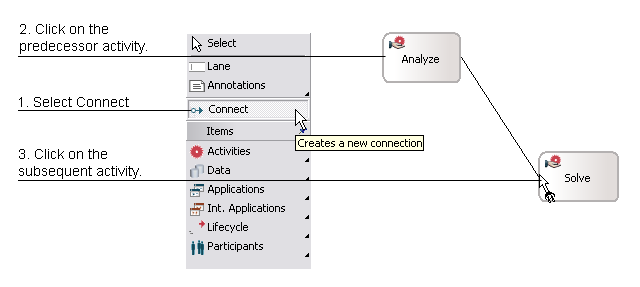 2. Click on the
predecessor activity.
1. Select Connect
3. Click on the
subsequent activity.
Select
Lane
Annotations
Connect
Items
Creates a new connection
Activities
Data
Applications
Int. Applications
Lifecycle
Participants
Analyze
Solve